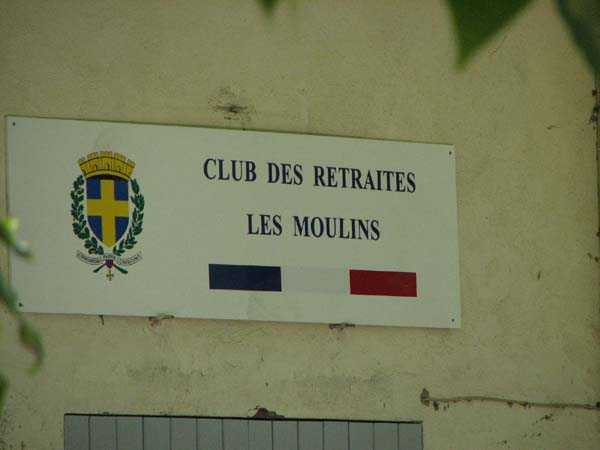 CLUB DES RETRAITES
LES MOULINS